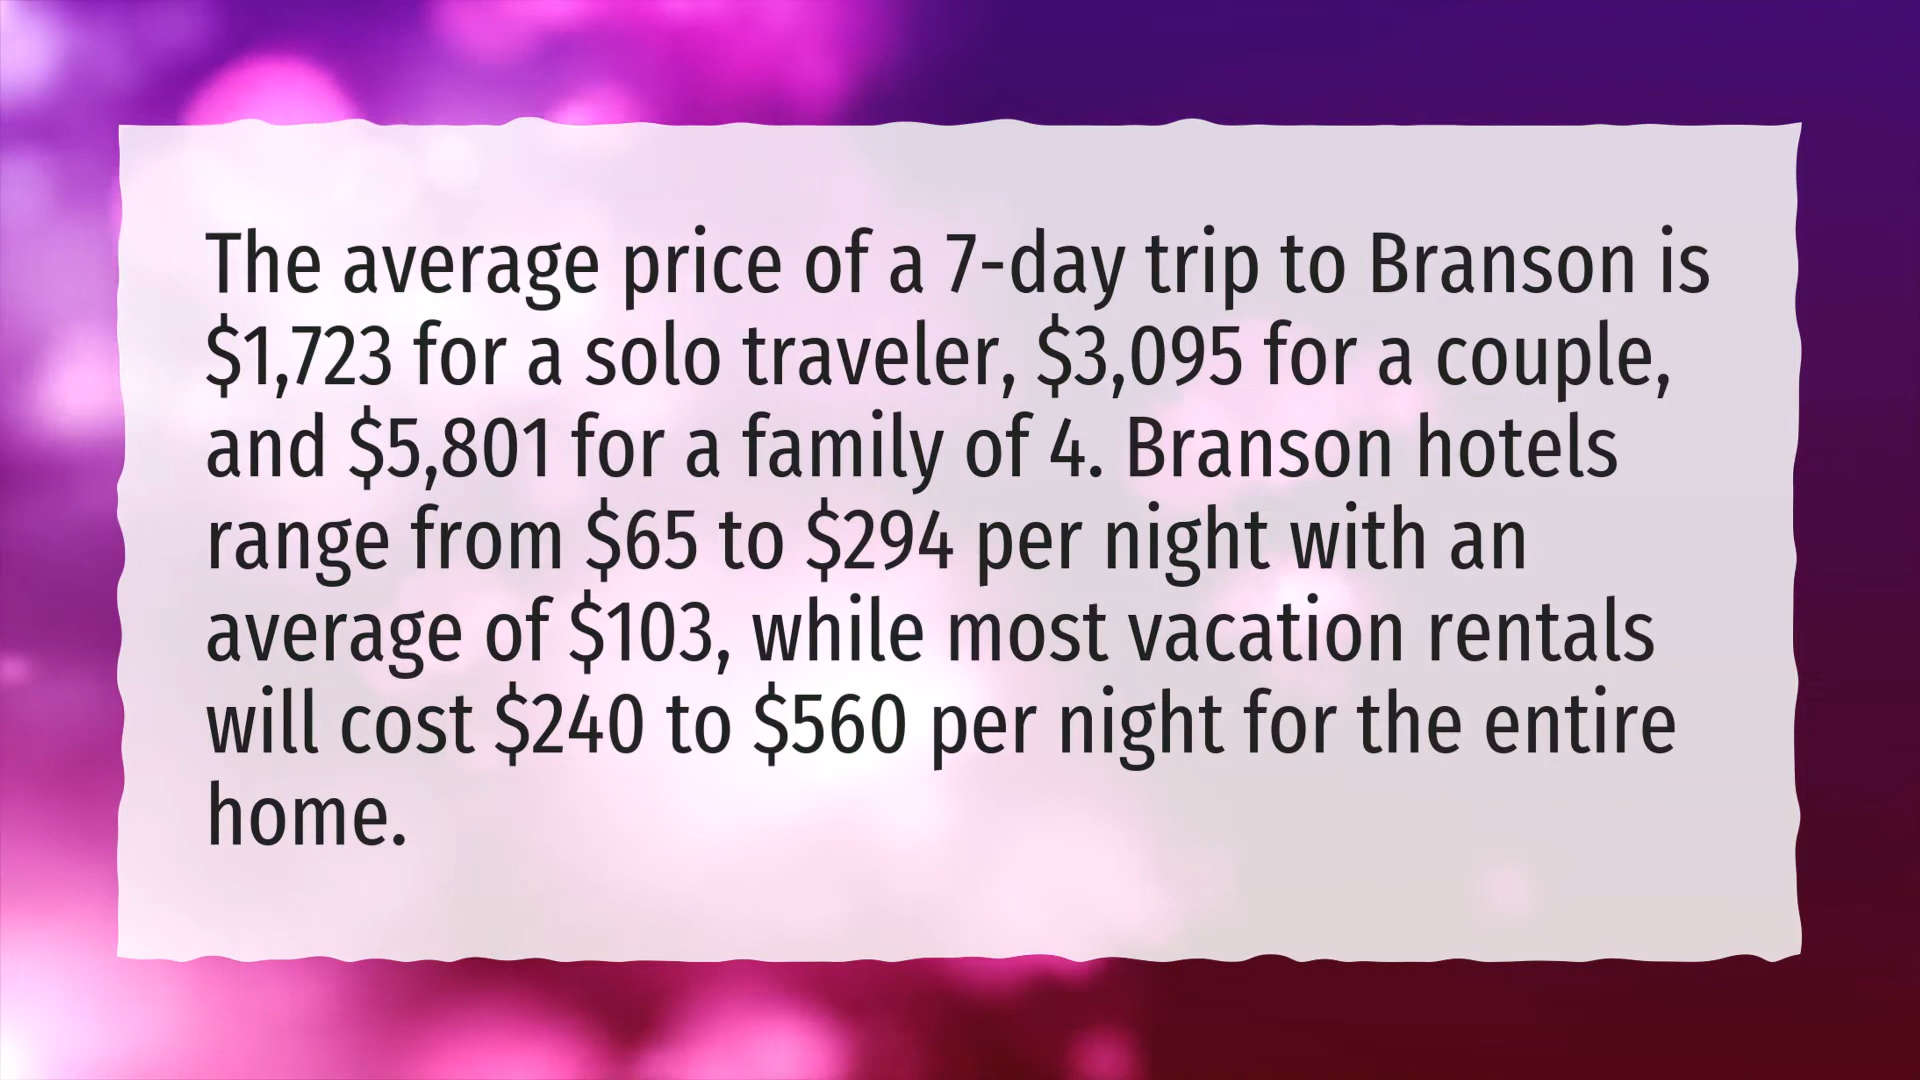 The average price of a 7-day trip to Branson is
$1,723 for a solo traveler, $3,095 for a couple,
and $5,801 for a family of 4. Branson hotels
range from $65 to $294 per night with an
average of $103, while most vacation rentals
will cost $240 to $560 per night for the entire
home.